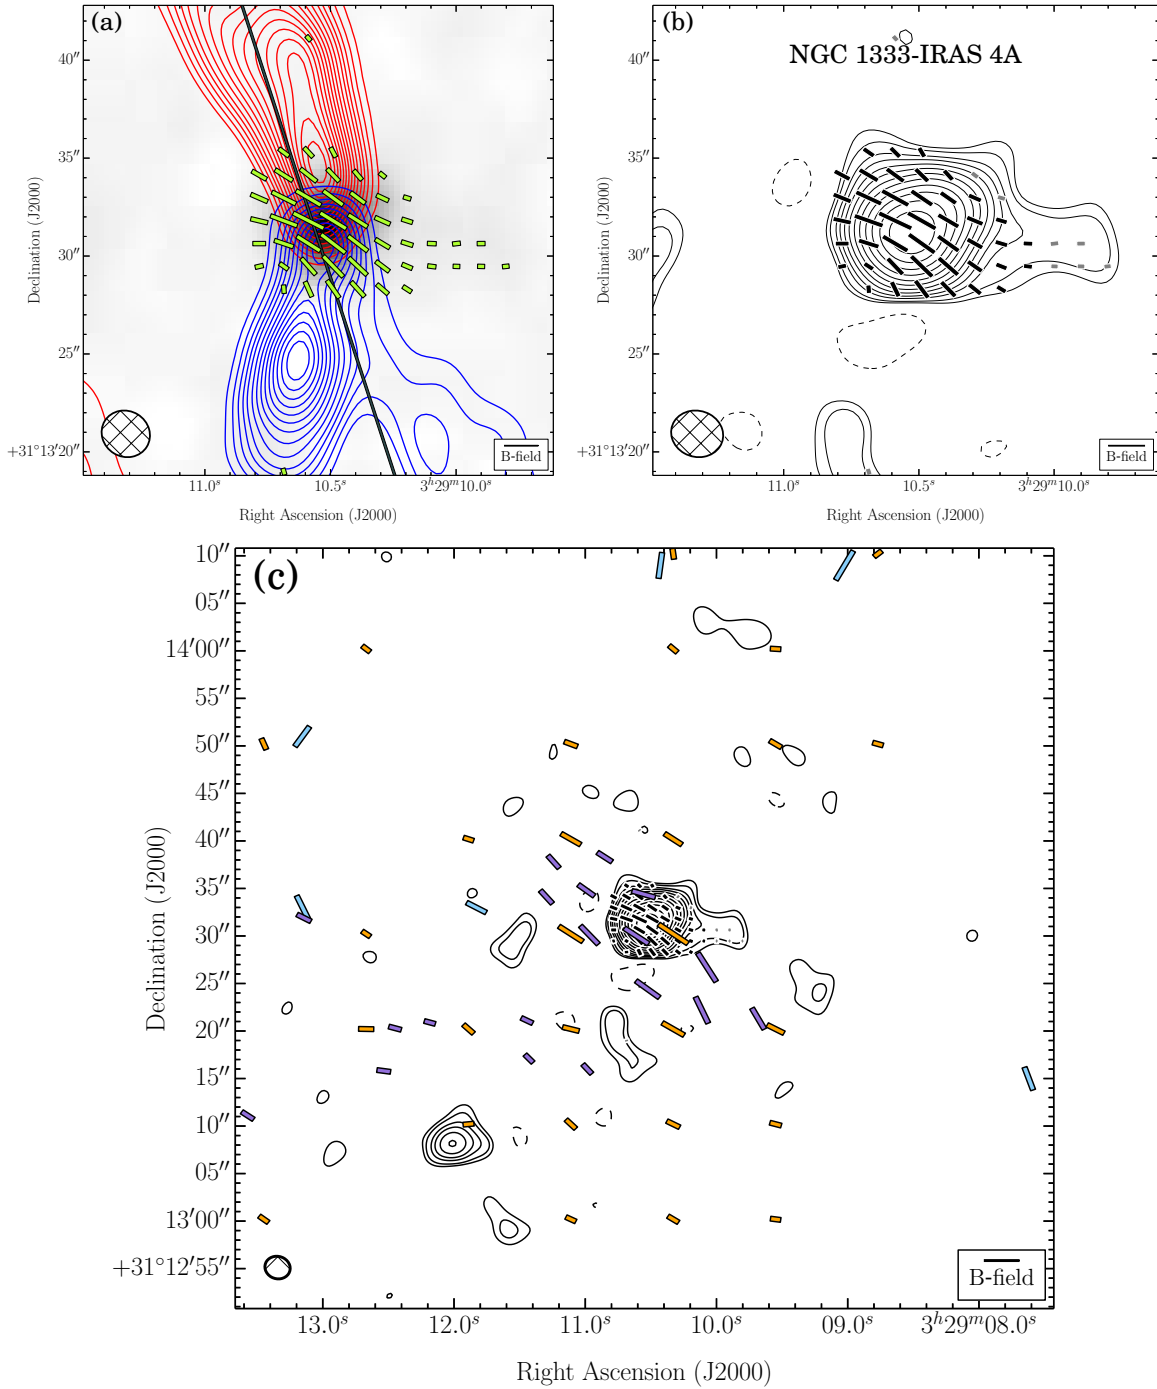 (a)
40″
35″
30″
25″
+31°13′20″
Declination (J2000)
11.0ˢ
10.5ˢ
3ʰ29ᵐ10.0ˢ
Right Ascension (J2000)
B-field
(b)
NGC 1333-IRAS 4A
40″
35″
30″
25″
+31°13′20″
Declination (J2000)
11.0ˢ
10.5ˢ
3ʰ29ᵐ10.0ˢ
Right Ascension (J2000)
B-field
(c)
10″
05″
14′00″
55″
50″
45″
40″
35″
30″
25″
20″
15″
10″
05″
13′00″
+31°12′55″
Declination (J2000)
13.0ˢ
12.0ˢ
11.0ˢ
10.0ˢ
09.0ˢ
3ʰ29ᵐ08.0ˢ
Right Ascension (J2000)
B-field